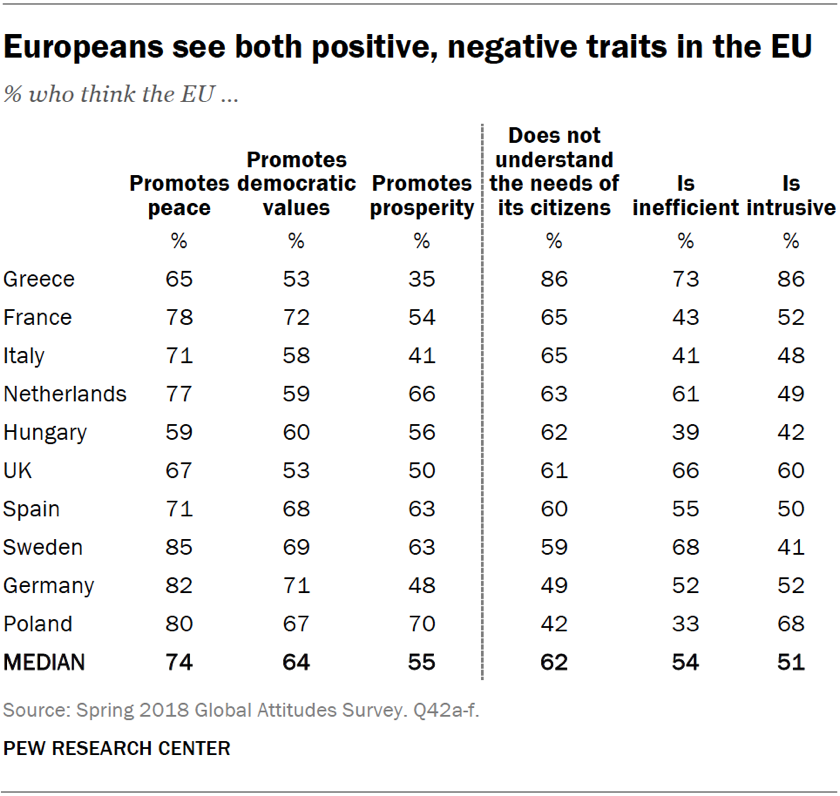 Europeans see both positive, negative traits in the EU
% who think the EU ...
Promotes peace Promotes democratic values Promotes prosperity Does not understand the needs of its citizens Is inefficient Is intrusive
% % % % % %
Greece 65 53 35 86 73 86
France 78 72 54 65 43 52
Italy 71 58 41 65 41 48
Netherlands 77 59 66 63 61 49
Hungary 59 60 56 62 39 42
UK 67 53 50 61 66 60
Spain 71 68 63 60 55 50
Sweden 85 69 63 59 68 41
Germany 82 71 48 49 52 52
Poland 80 67 70 42 33 68
MEDIAN 74 64 55 62 54 51
Source: Spring 2018 Global Attitudes Survey. Q42a-f.
PEW RESEARCH CENTER